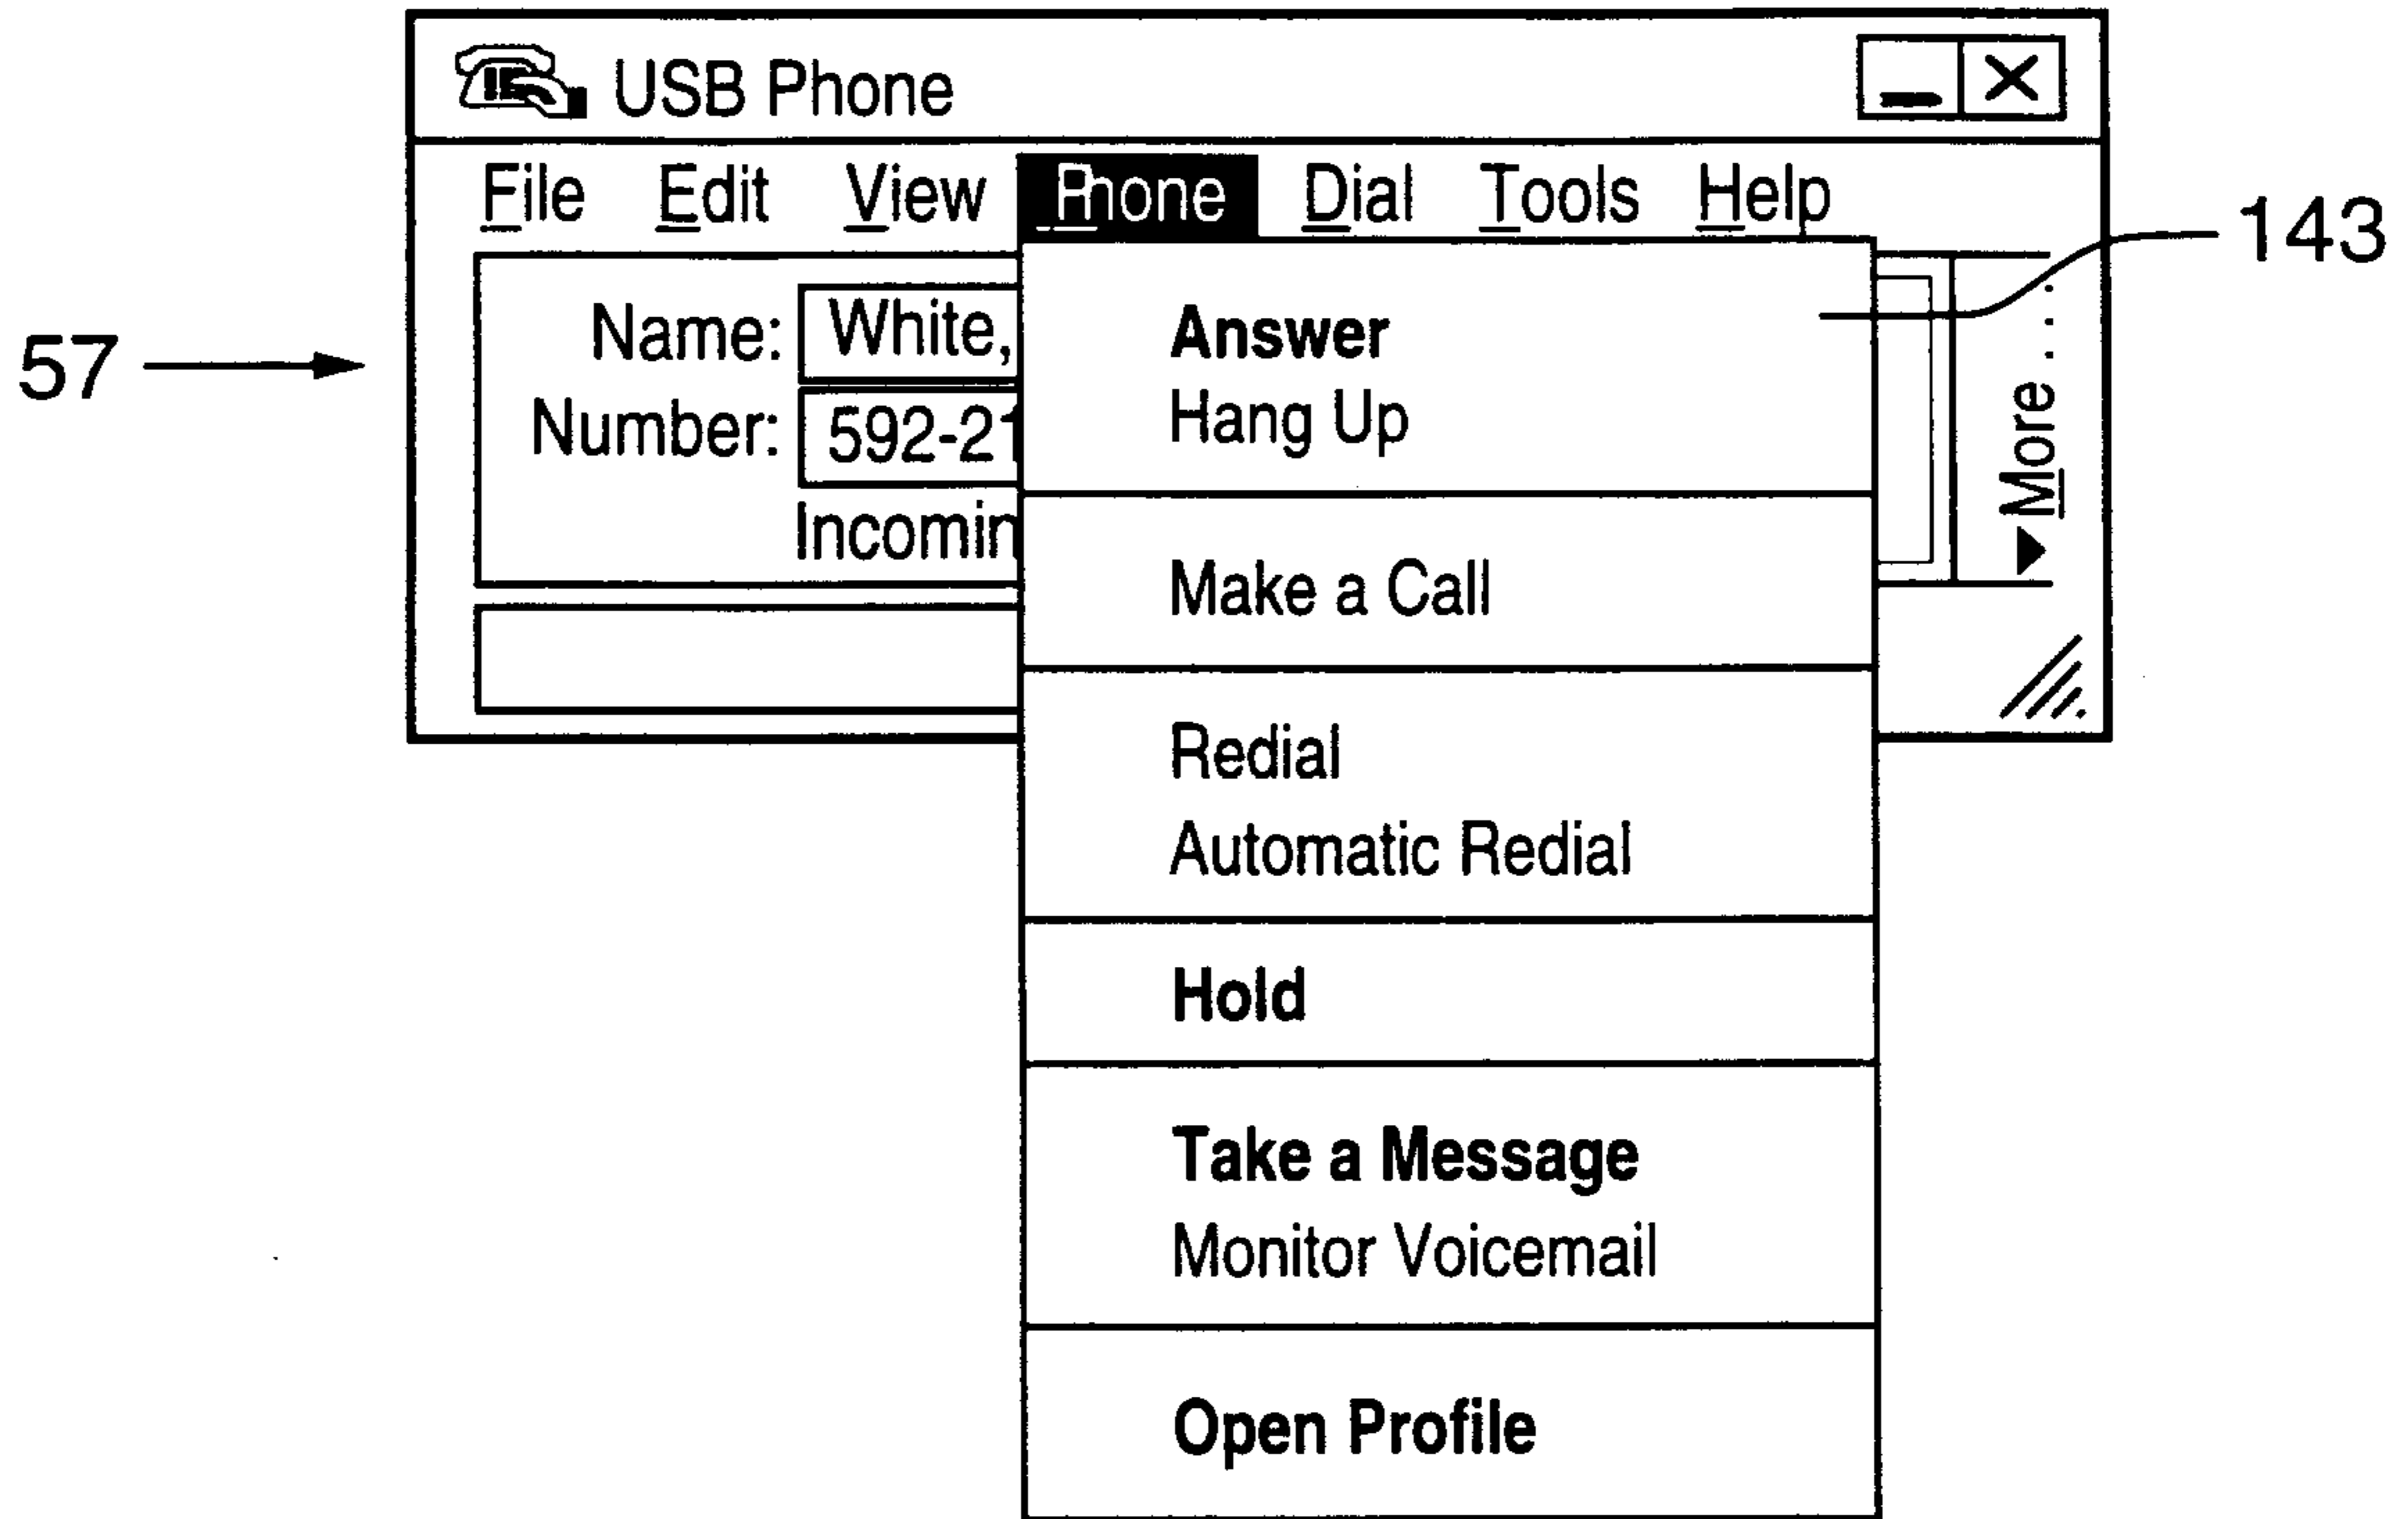 USB Phone
File Edit View Phone Dial Tools Help
143
57
Name: White,
Number: 592-21
Incomin
More...
Answer
Hang Up
Make a Call
Redial
Automatic Redial
Hold
Take a Message
Monitor Voicemail
Open Profile